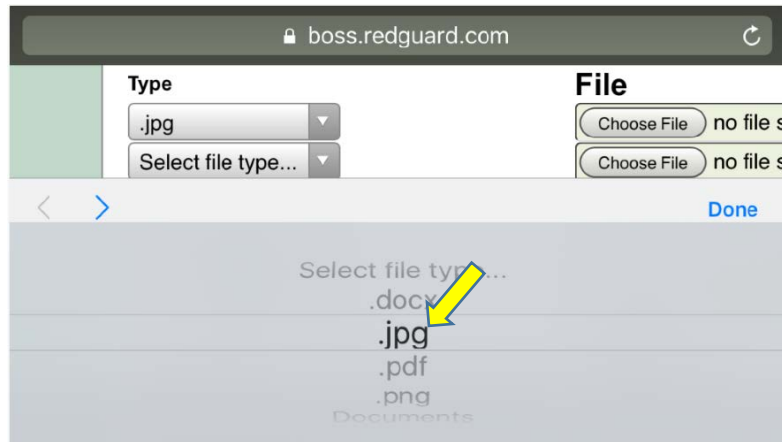 boss.redguard.com
Type
File
.jpg
Choose File no file s
Select file type...
Choose File no file s
Done
Select file type...
.docx
.jpg
.pdf
.png
Documents